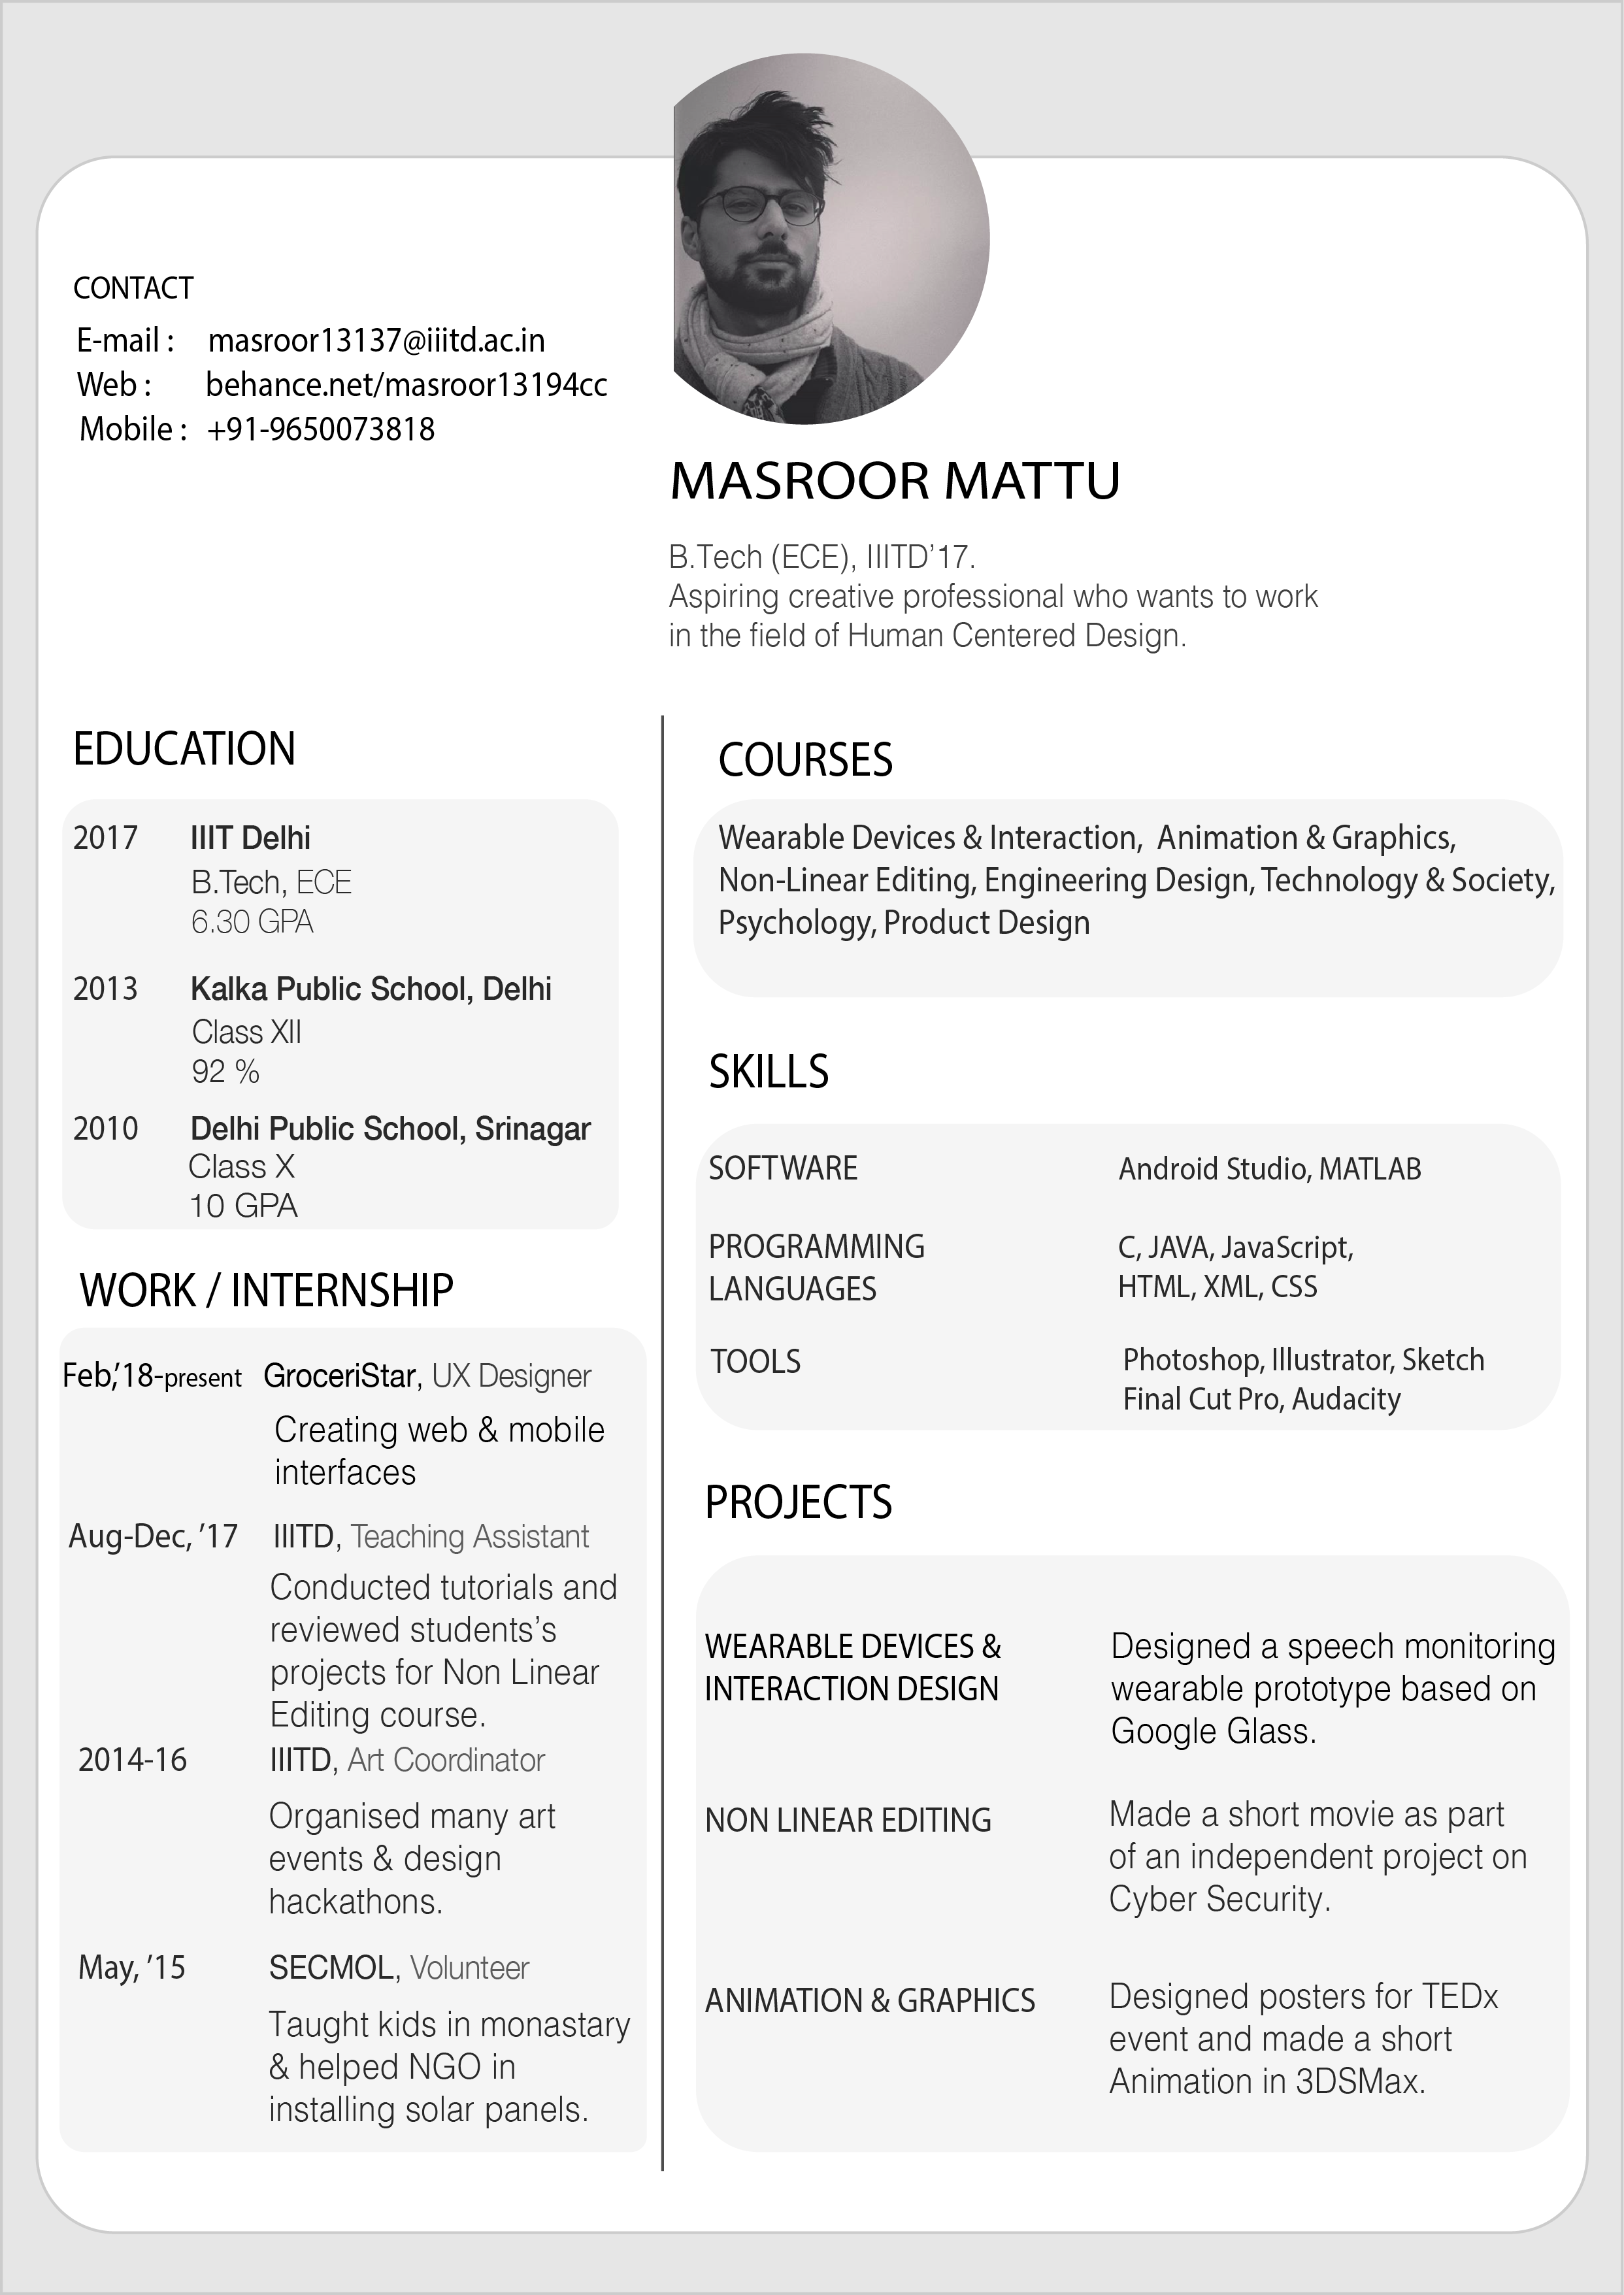 CONTACT
E-mail : masroor13137@iiitd.ac.in
Web : behance.net/masroor13194cc
Mobile : +91-9650073818
MASROOR MATTU
B.Tech (ECE), IIITD’17.
Aspiring creative professional who wants to work
in the field of Human Centered Design.
EDUCATION
2017 IIIT Delhi
B.Tech, ECE
6.30 GPA
2013 Kalka Public School, Delhi
Class XII
92 %
2010 Delhi Public School, Srinagar
Class X
10 GPA
WORK / INTERNSHIP
Feb,’18-present GroceriStar, UX Designer
Creating web & mobile
interfaces
Aug-Dec, ’17 IIITD, Teaching Assistant
Conducted tutorials and
reviewed students’s
projects for Non Linear
Editing course.
2014-16 IIITD, Art Coordinator
Organised many art
events & design
hackathons.
May, ’15 SECMOL, Volunteer
Taught kids in monastary
& helped NGO in
installing solar panels.
COURSES
Wearable Devices & Interaction, Animation & Graphics,
Non-Linear Editing, Engineering Design, Technology & Society,
Psychology, Product Design
SKILLS
SOFTWARE Android Studio, MATLAB
PROGRAMMING C, JAVA, JavaScript,
LANGUAGES HTML, XML, CSS
TOOLS Photoshop, Illustrator, Sketch
Final Cut Pro, Audacity
PROJECTS
WEARABLE DEVICES & Designed a speech monitoring
INTERACTION DESIGN wearable prototype based on
Google Glass.
NON LINEAR EDITING Made a short movie as part
of an independent project on
Cyber Security.
ANIMATION & GRAPHICS Designed posters for TEDx
event and made a short
Animation in 3DSMax.